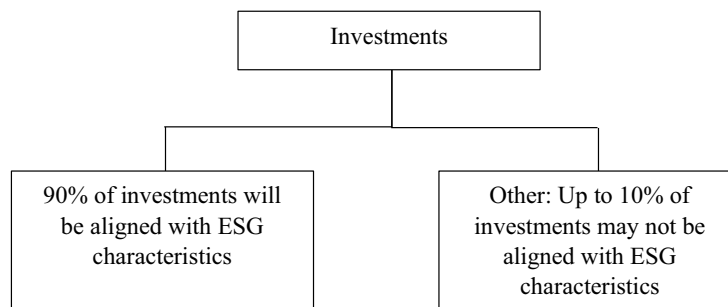 Investments
90% of investments will
be aligned with ESG
characteristics
Other: Up to 10% of
investments may not be
aligned with ESG
characteristics